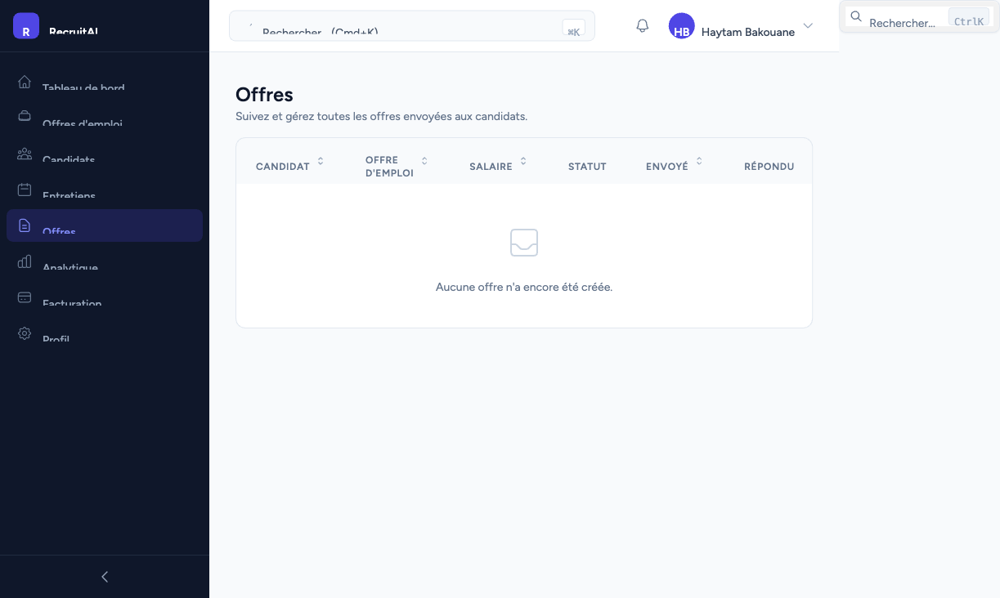 R RecruitAI
Rechercher... (Cmd+K) ⌘K
HB Haytam Bakouane
Rechercher... CtrlK
Tableau de bord
Offres d'emploi
Candidats
Entretiens
Offres
Analytique
Facturation
Profil
Offres
Suivez et gérez toutes les offres envoyées aux candidats.
CANDIDAT OFFRE D'EMPLOI SALAIRE STATUT ENVOYÉ RÉPONDU
Aucune offre n'a encore été créée.